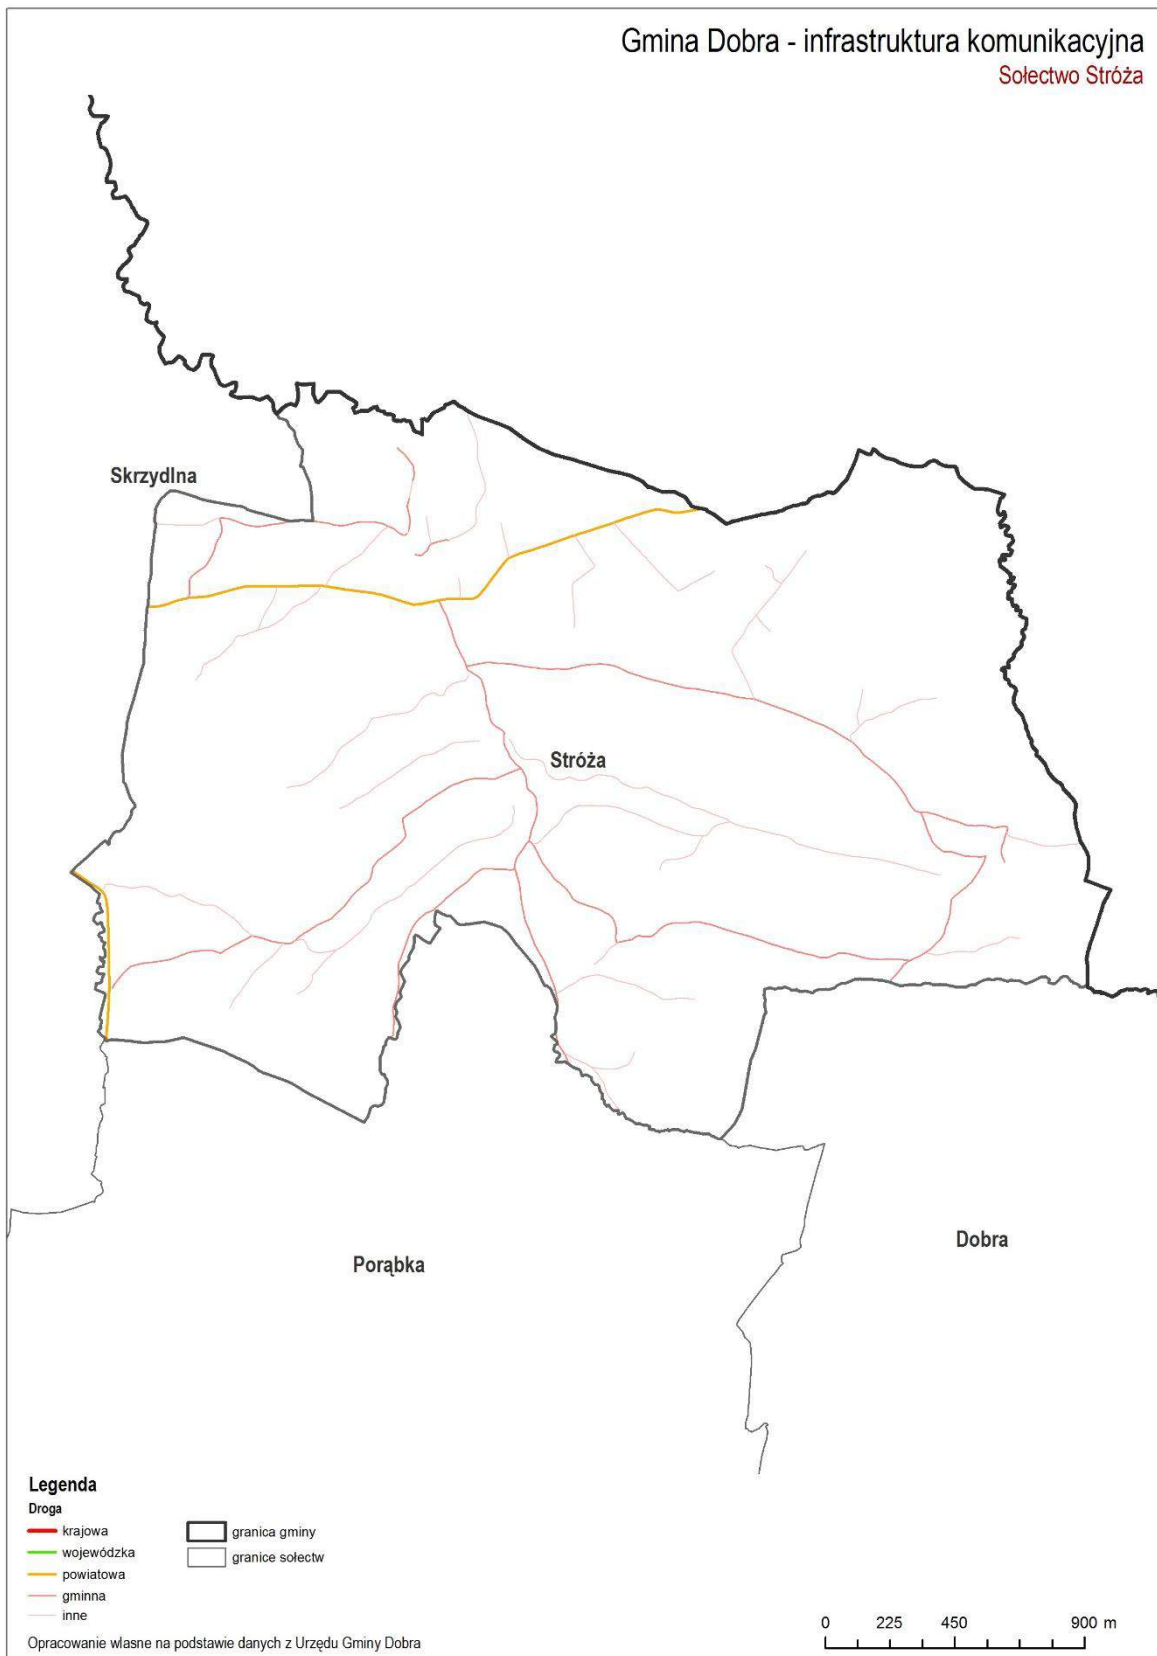 Gmina Dobra - infrastruktura komunikacyjna
Sołectwo Stróża
Skrzydlna
Stróża
Dobra
Porąbka
Legenda
Droga
krajowa
wojewódzka
powiatowa
gminna
inne
granica gminy
granice sołectw
0 225 450 900 m
Opracowanie własne na podstawie danych z Urzędu Gminy Dobra